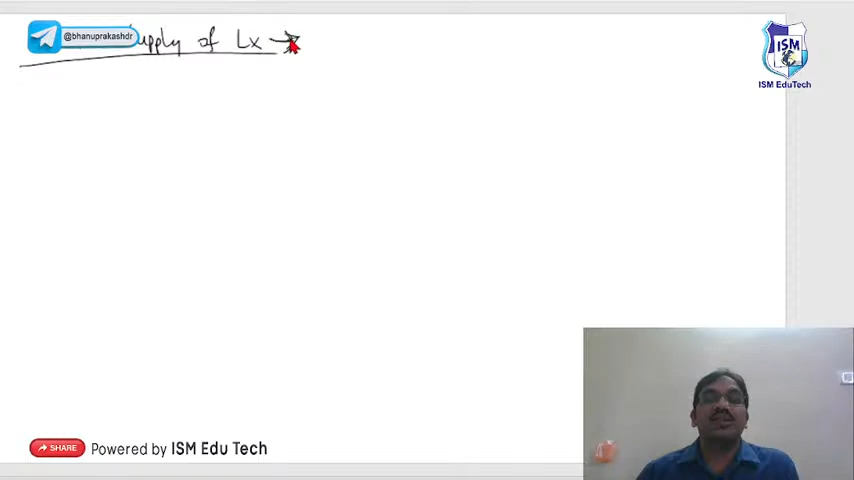 @bhanuprakashdr upply of Lx →
ISM
ISM EduTech
SHARE Powered by ISM Edu Tech